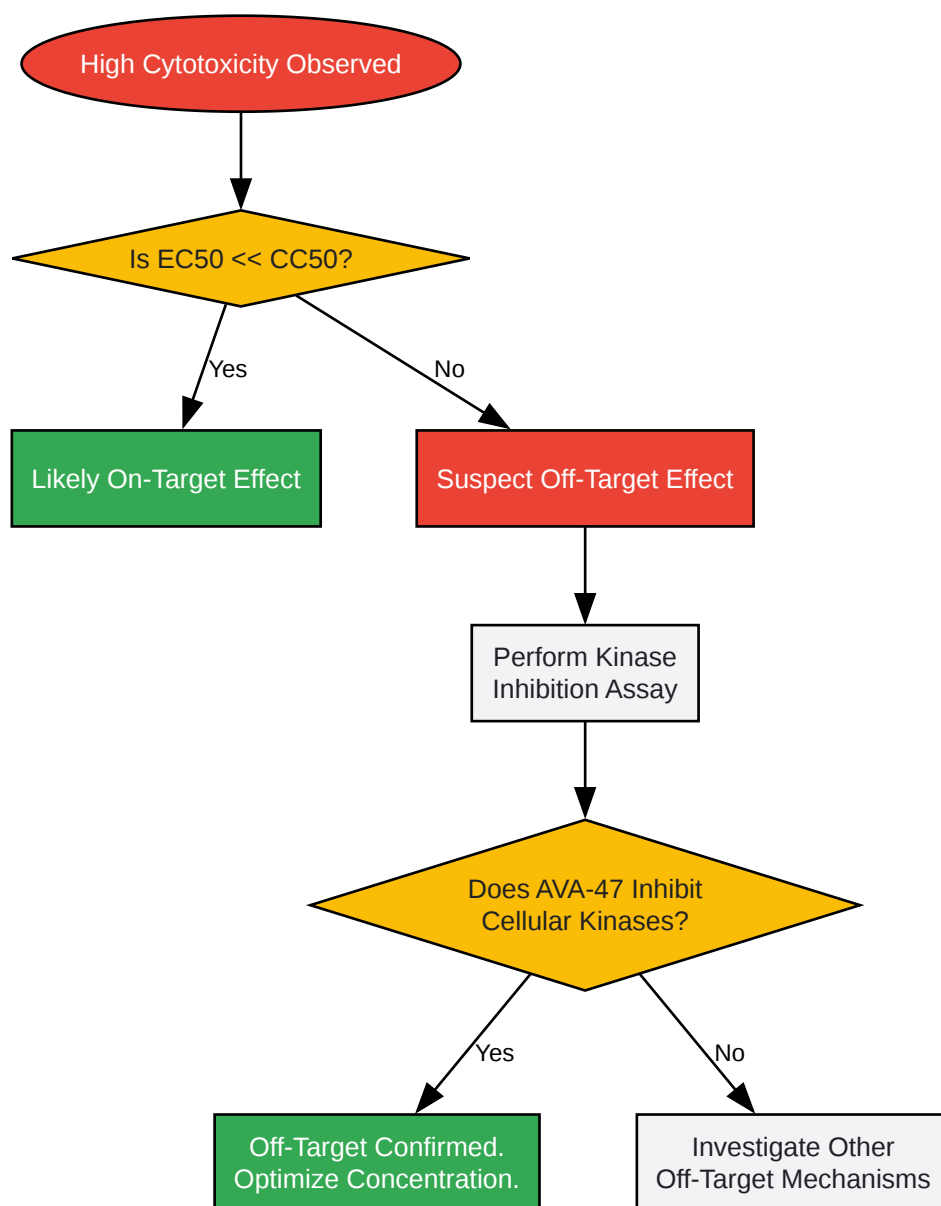 High Cytotoxicity Observed
Is EC50 << CC50?
Yes
No
Likely On-Target Effect
Suspect Off-Target Effect
Perform Kinase
Inhibition Assay
Does AVA-47 Inhibit
Cellular Kinases?
Yes
No
Off-Target Confirmed.
Optimize Concentration.
Investigate Other
Off-Target Mechanisms